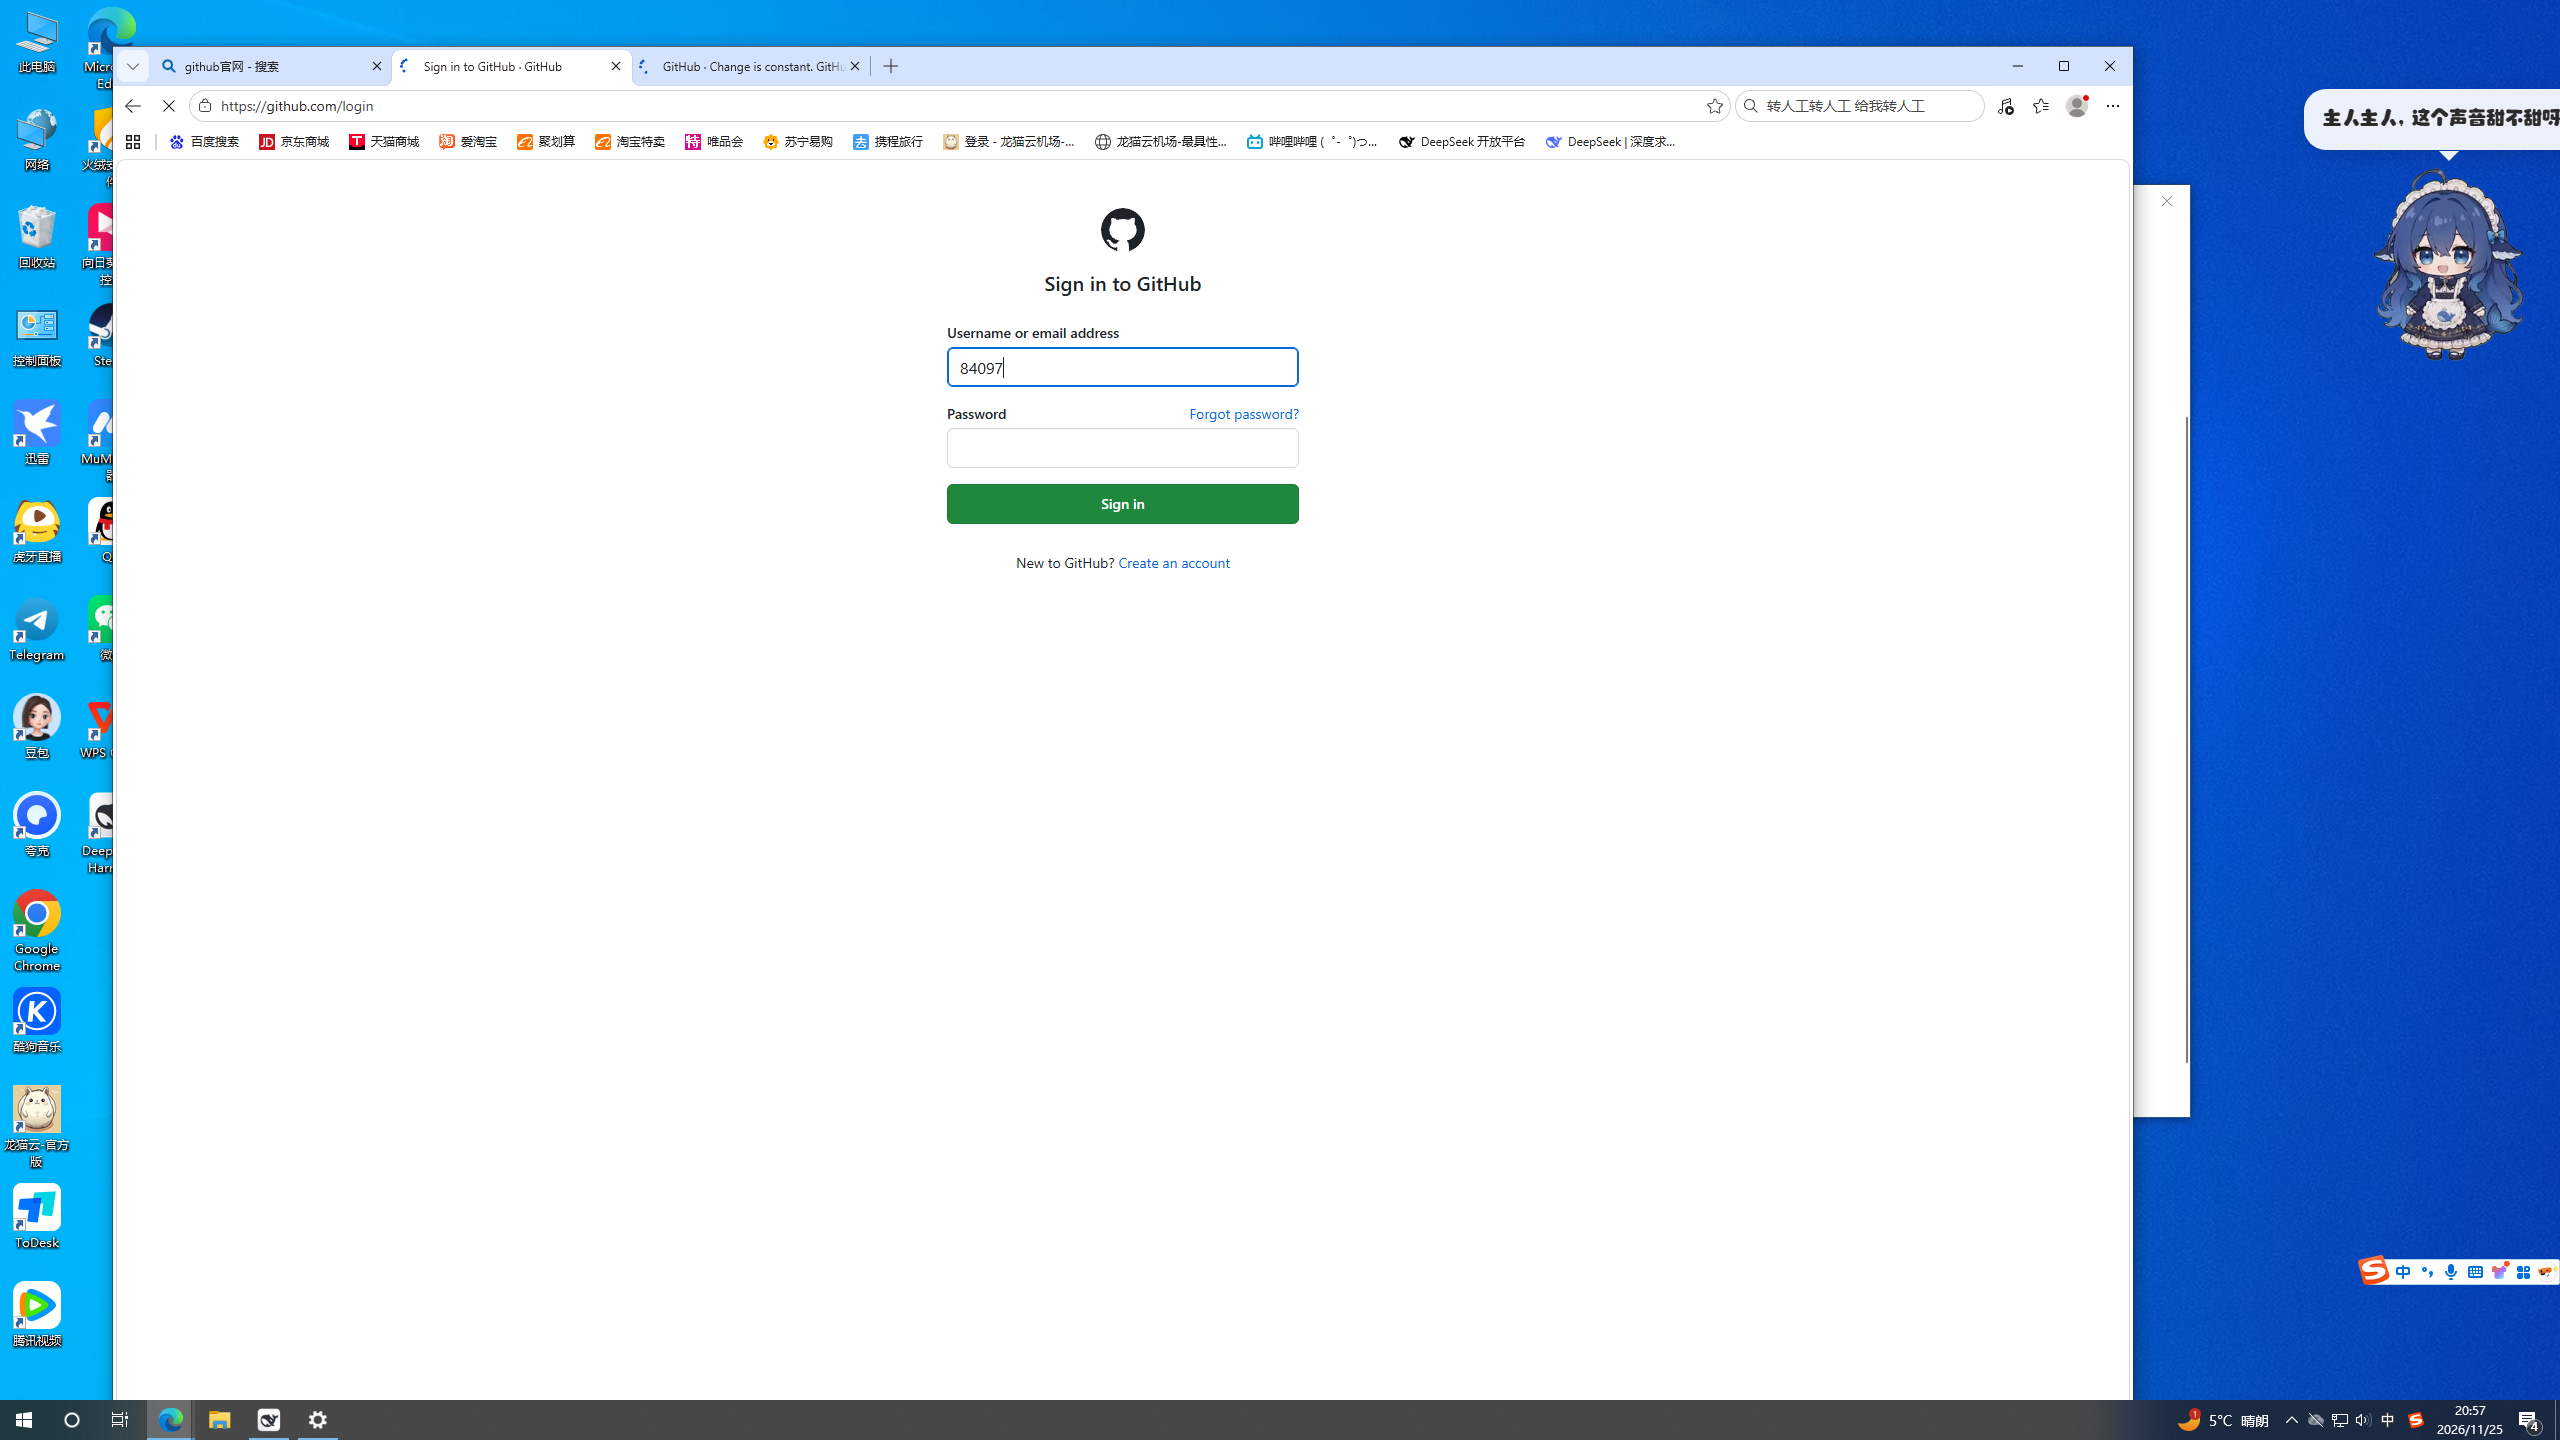 此电脑
网络
回收站
控制面板
迅雷
虎牙直播
Telegram
豆包
夸克
Google
Chrome
酷狗音乐
龙猫云-官方
版
ToDesk
腾讯视频
github官网 - 搜索
Sign in to GitHub · GitHub
GitHub · Change is constant. GitHu
https://github.com/login
转人工转人工 给我转人工
百度搜索
京东商城
天猫商城
爱淘宝
聚划算
淘宝特卖
唯品会
苏宁易购
携程旅行
登录 - 龙猫云机场-...
龙猫云机场-最具性...
哔哩哔哩 (゜-゜)つ...
DeepSeek 开放平台
DeepSeek | 深度求...
Sign in to GitHub
Username or email address
84097
Password
Forgot password?
Sign in
New to GitHub? Create an account
主人主人, 这个声音甜不甜呀
中
1
5°C 晴朗
中
20:57
2026/11/25
4